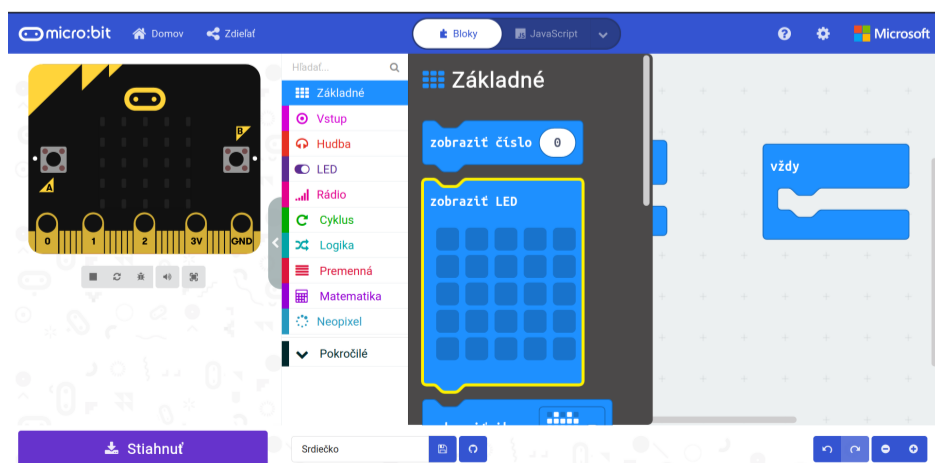 micro:bit Domov Zdieľať Bloky JavaScript Microsoft
Hľadať...
Základné
Vstup
Hudba
LED
Rádio
Cyklus
Logika
Premenná
Matematika
Neopixel
Pokročilé
Základné
zobraziť číslo 0
zobraziť LED
vždy
B
A
0 1 2 3V GND
Stiahnuť
Srdiečko